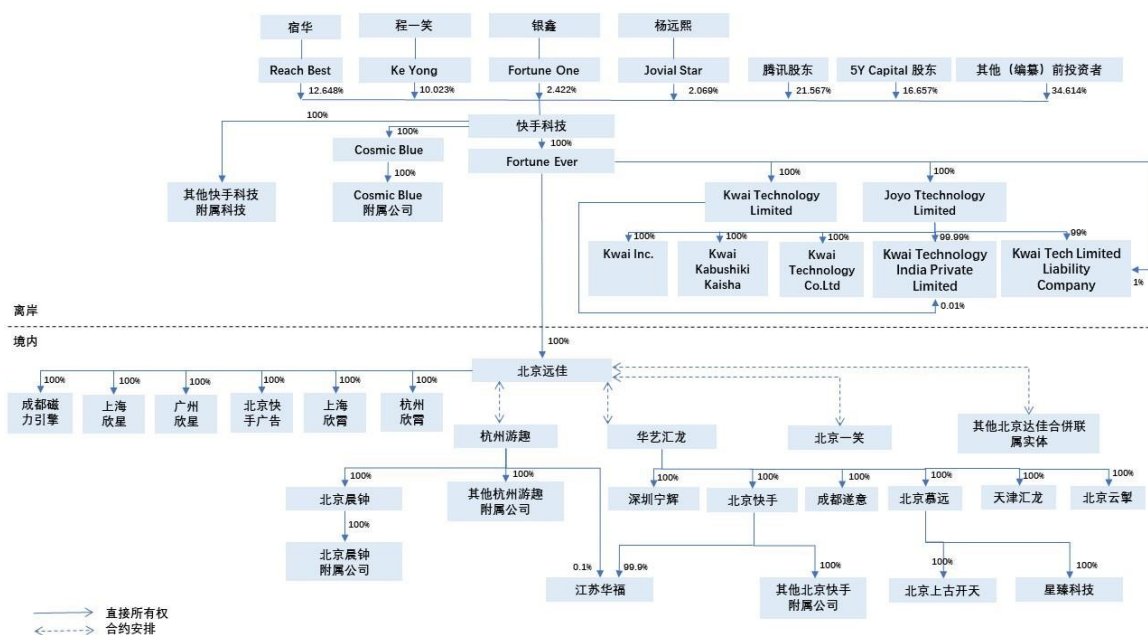 宿华
程一笑
银鑫
杨远熙
Reach Best
Ke Yong
Fortune One
Jovial Star
腾讯股东
5Y Capital 股东
其他（编纂）前投资者
12.648%
10.023%
2.422%
2.069%
21.567%
16.657%
34.614%
100%
快手科技
100%
100%
Cosmic Blue
Fortune Ever
100%
100%
100%
其他快手科技
附属科技
Cosmic Blue
附属公司
Kwai Technology
Limited
Joyo Ttechnology
Limited
100%
100%
100%
99.99%
99%
Kwai Inc.
Kwai
Kabushiki
Kaisha
Kwai
Technology
Co.Ltd
Kwai Technology
India Private
Limited
Kwai Tech Limited
Liability
Company
1%
0.01%
离岸
境内
100%
北京远佳
100%
100%
100%
100%
100%
100%
成都磁
力引擎
上海
欣星
广州
欣星
北京快
手广告
上海
欣霄
杭州
欣霄
杭州游趣
华艺汇龙
北京一笑
其他北京达佳合併联
属实体
100%
100%
100%
100%
100%
100%
100%
100%
北京晨钟
其他杭州游趣
附属公司
深圳宁辉
北京快手
成都遂意
北京慕远
天津汇龙
北京云掣
100%
北京晨钟
附属公司
0.1%
99.9%
100%
100%
100%
江苏华福
其他北京快手
附属公司
北京上古开天
星臻科技
直接所有权
合约安排